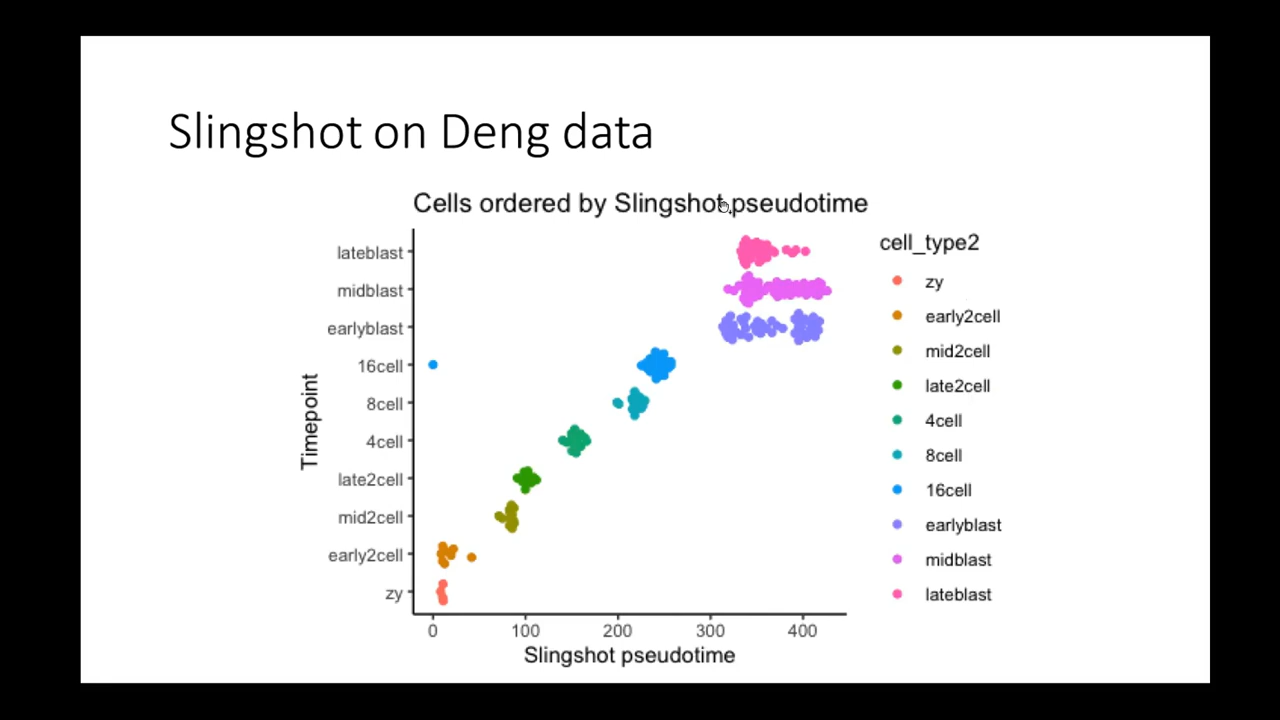 Slingshot on Deng data
Cells ordered by Slingshot pseudotime
Timepoint
lateblast
midblast
earlyblast
16cell
8cell
4cell
late2cell
mid2cell
early2cell
zy
0 100 200 300 400
Slingshot pseudotime
cell_type2
zy
early2cell
mid2cell
late2cell
4cell
8cell
16cell
earlyblast
midblast
lateblast